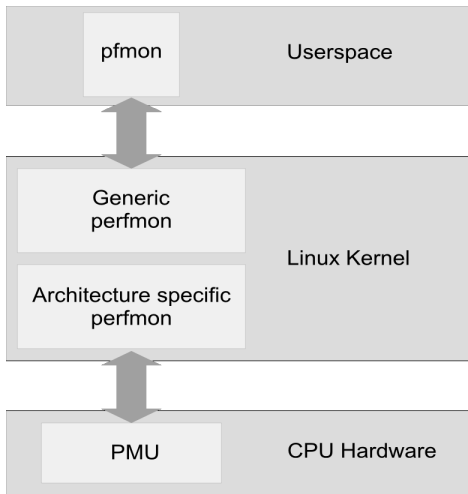 pfmon
Userspace
Generic
perfmon
Linux Kernel
Architecture specific
perfmon
PMU
CPU Hardware